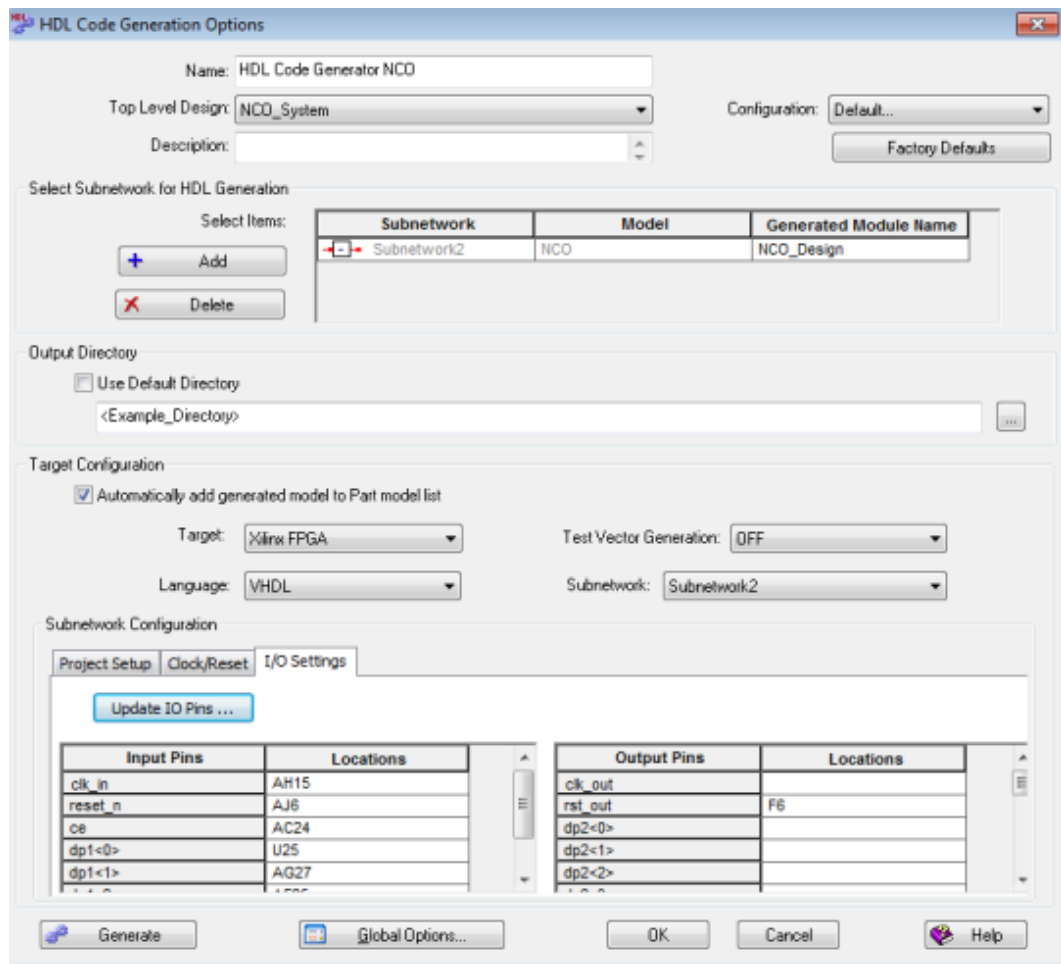 HDL Code Generation Options
Name: HDL Code Generator NCO
Top Level Design: NCO_System Configuration: Default...
Description: Factory Defaults
Select Subnetwork for HDL Generation
Select Items: Subnetwork Model Generated Module Name
Subnetwork2 NCO NCO_Design
Add
Delete
Output Directory
Use Default Directory
<Example_Directory> ...
Target Configuration
Automatically add generated model to Part model list
Target: Xilinx FPGA Test Vector Generation: OFF
Language: VHDL Subnetwork: Subnetwork2
Subnetwork Configuration
Project Setup Clock/Reset I/O Settings
Update IO Pins ...
Input Pins Locations Output Pins Locations
clk_in AH15 clk_out
reset_n AJ6 rst_out F6
ce AC24 dp2<0>
dp1<0> U25 dp2<1>
dp1<1> AG27 dp2<2>
Generate Global Options... OK Cancel Help